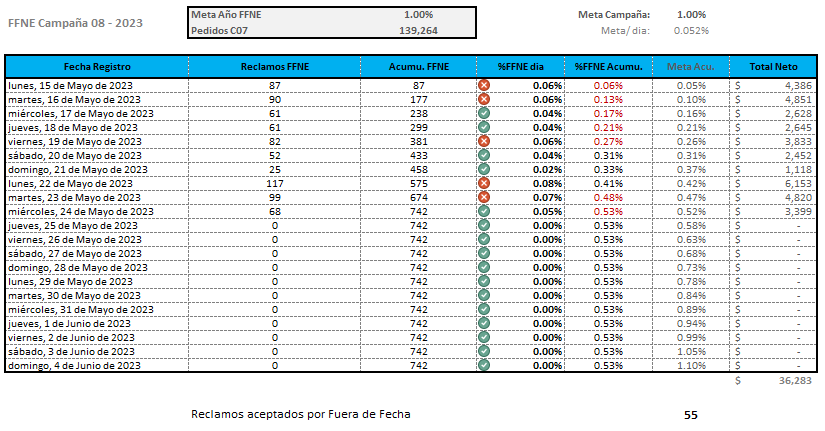 FFNE Campaña 08 - 2023
Meta Año FFNE 1.00%
Pedidos C07 139,264
Meta Campaña: 1.00%
Meta/dia: 0.052%
Fecha Registro Reclamos FFNE Acumu. FFNE %FFNE dia %FFNE Acumu. Meta Acu. Total Neto
lunes, 15 de Mayo de 2023 87 87 0.06% 0.06% 0.05% $ 4,386
martes, 16 de Mayo de 2023 90 177 0.06% 0.13% 0.10% $ 4,851
miércoles, 17 de Mayo de 2023 61 238 0.04% 0.17% 0.16% $ 2,628
jueves, 18 de Mayo de 2023 61 299 0.04% 0.21% 0.21% $ 2,645
viernes, 19 de Mayo de 2023 82 381 0.06% 0.27% 0.26% $ 3,833
sábado, 20 de Mayo de 2023 52 433 0.04% 0.31% 0.31% $ 2,452
domingo, 21 de Mayo de 2023 25 458 0.02% 0.33% 0.37% $ 1,118
lunes, 22 de Mayo de 2023 117 575 0.08% 0.41% 0.42% $ 6,153
martes, 23 de Mayo de 2023 99 674 0.07% 0.48% 0.47% $ 4,820
miércoles, 24 de Mayo de 2023 68 742 0.05% 0.53% 0.52% $ 3,399
jueves, 25 de Mayo de 2023 0 742 0.00% 0.53% 0.58% $ -
viernes, 26 de Mayo de 2023 0 742 0.00% 0.53% 0.63% $ -
sábado, 27 de Mayo de 2023 0 742 0.00% 0.53% 0.68% $ -
domingo, 28 de Mayo de 2023 0 742 0.00% 0.53% 0.73% $ -
lunes, 29 de Mayo de 2023 0 742 0.00% 0.53% 0.78% $ -
martes, 30 de Mayo de 2023 0 742 0.00% 0.53% 0.84% $ -
miércoles, 31 de Mayo de 2023 0 742 0.00% 0.53% 0.89% $ -
jueves, 1 de Junio de 2023 0 742 0.00% 0.53% 0.94% $ -
viernes, 2 de Junio de 2023 0 742 0.00% 0.53% 0.99% $ -
sábado, 3 de Junio de 2023 0 742 0.00% 0.53% 1.05% $ -
domingo, 4 de Junio de 2023 0 742 0.00% 0.53% 1.10% $ -
$ 36,283
Reclamos aceptados por Fuera de Fecha 55